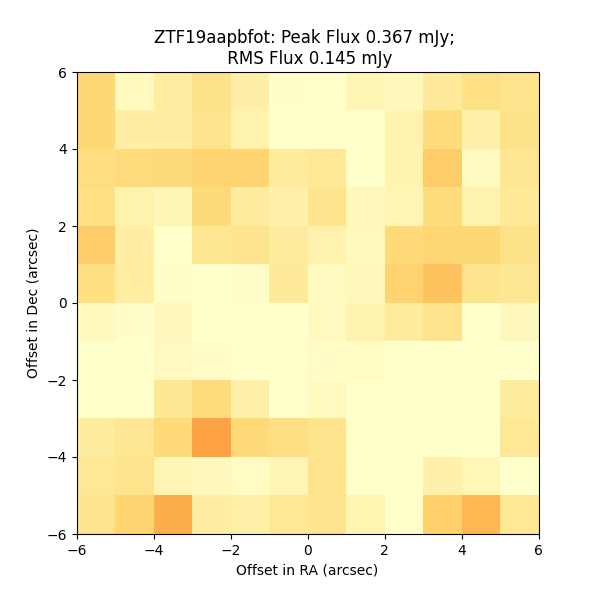 ZTF19aapbfot: Peak Flux 0.367 mJy;
RMS Flux 0.145 mJy
6
4
2
0
−2
−4
−6
Offset in Dec (arcsec)
−6 −4 −2 0 2 4 6
Offset in RA (arcsec)